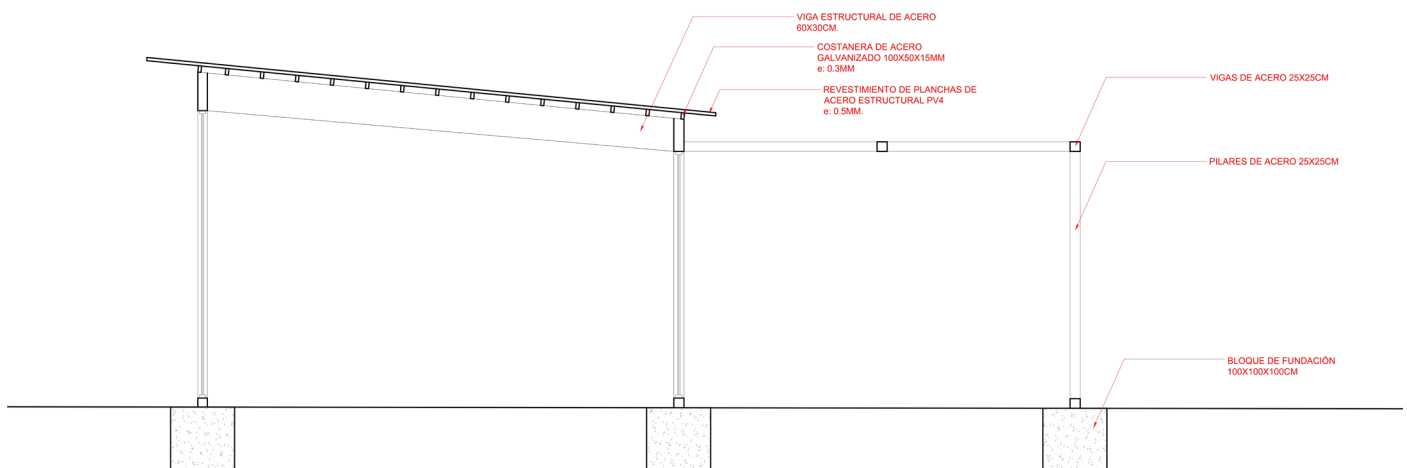 VIGA ESTRUCTURAL DE ACERO
60X30CM.
COSTANERA DE ACERO
GALVANIZADO 100X50X15MM
e: 0.3MM
REVESTIMIENTO DE PLANCHAS DE
ACERO ESTRUCTURAL PV4
e: 0.5MM.
VIGAS DE ACERO 25X25CM
PILARES DE ACERO 25X25CM
BLOQUE DE FUNDACIÓN
100X100X100CM